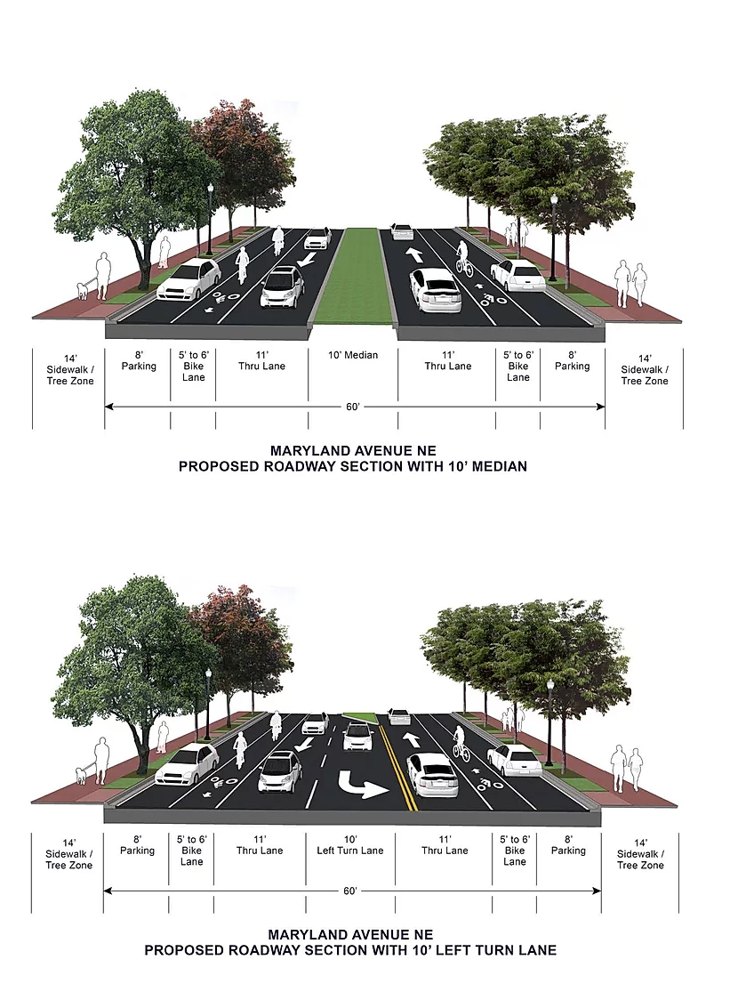 14’
Sidewalk /
Tree Zone
8’
Parking
5’ to 6’
Bike
Lane
11’
Thru Lane
10’ Median
11’
Thru Lane
5’ to 6’
Bike
Lane
8’
Parking
14’
Sidewalk /
Tree Zone
60’
MARYLAND AVENUE NE
PROPOSED ROADWAY SECTION WITH 10’ MEDIAN
14’
Sidewalk /
Tree Zone
8’
Parking
5’ to 6’
Bike
Lane
11’
Thru Lane
10’
Left Turn Lane
11’
Thru Lane
5’ to 6’
Bike
Lane
8’
Parking
14’
Sidewalk /
Tree Zone
60’
MARYLAND AVENUE NE
PROPOSED ROADWAY SECTION WITH 10’ LEFT TURN LANE